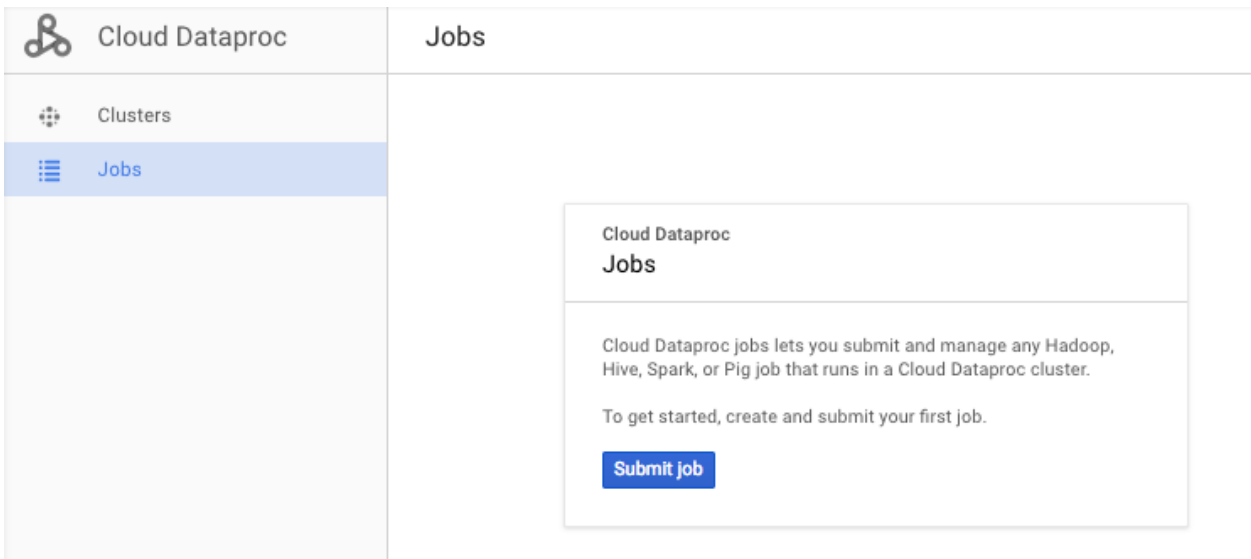 Cloud Dataproc
Jobs
Clusters
Jobs
Cloud Dataproc
Jobs
Cloud Dataproc jobs lets you submit and manage any Hadoop,
Hive, Spark, or Pig job that runs in a Cloud Dataproc cluster.
To get started, create and submit your first job.
Submit job